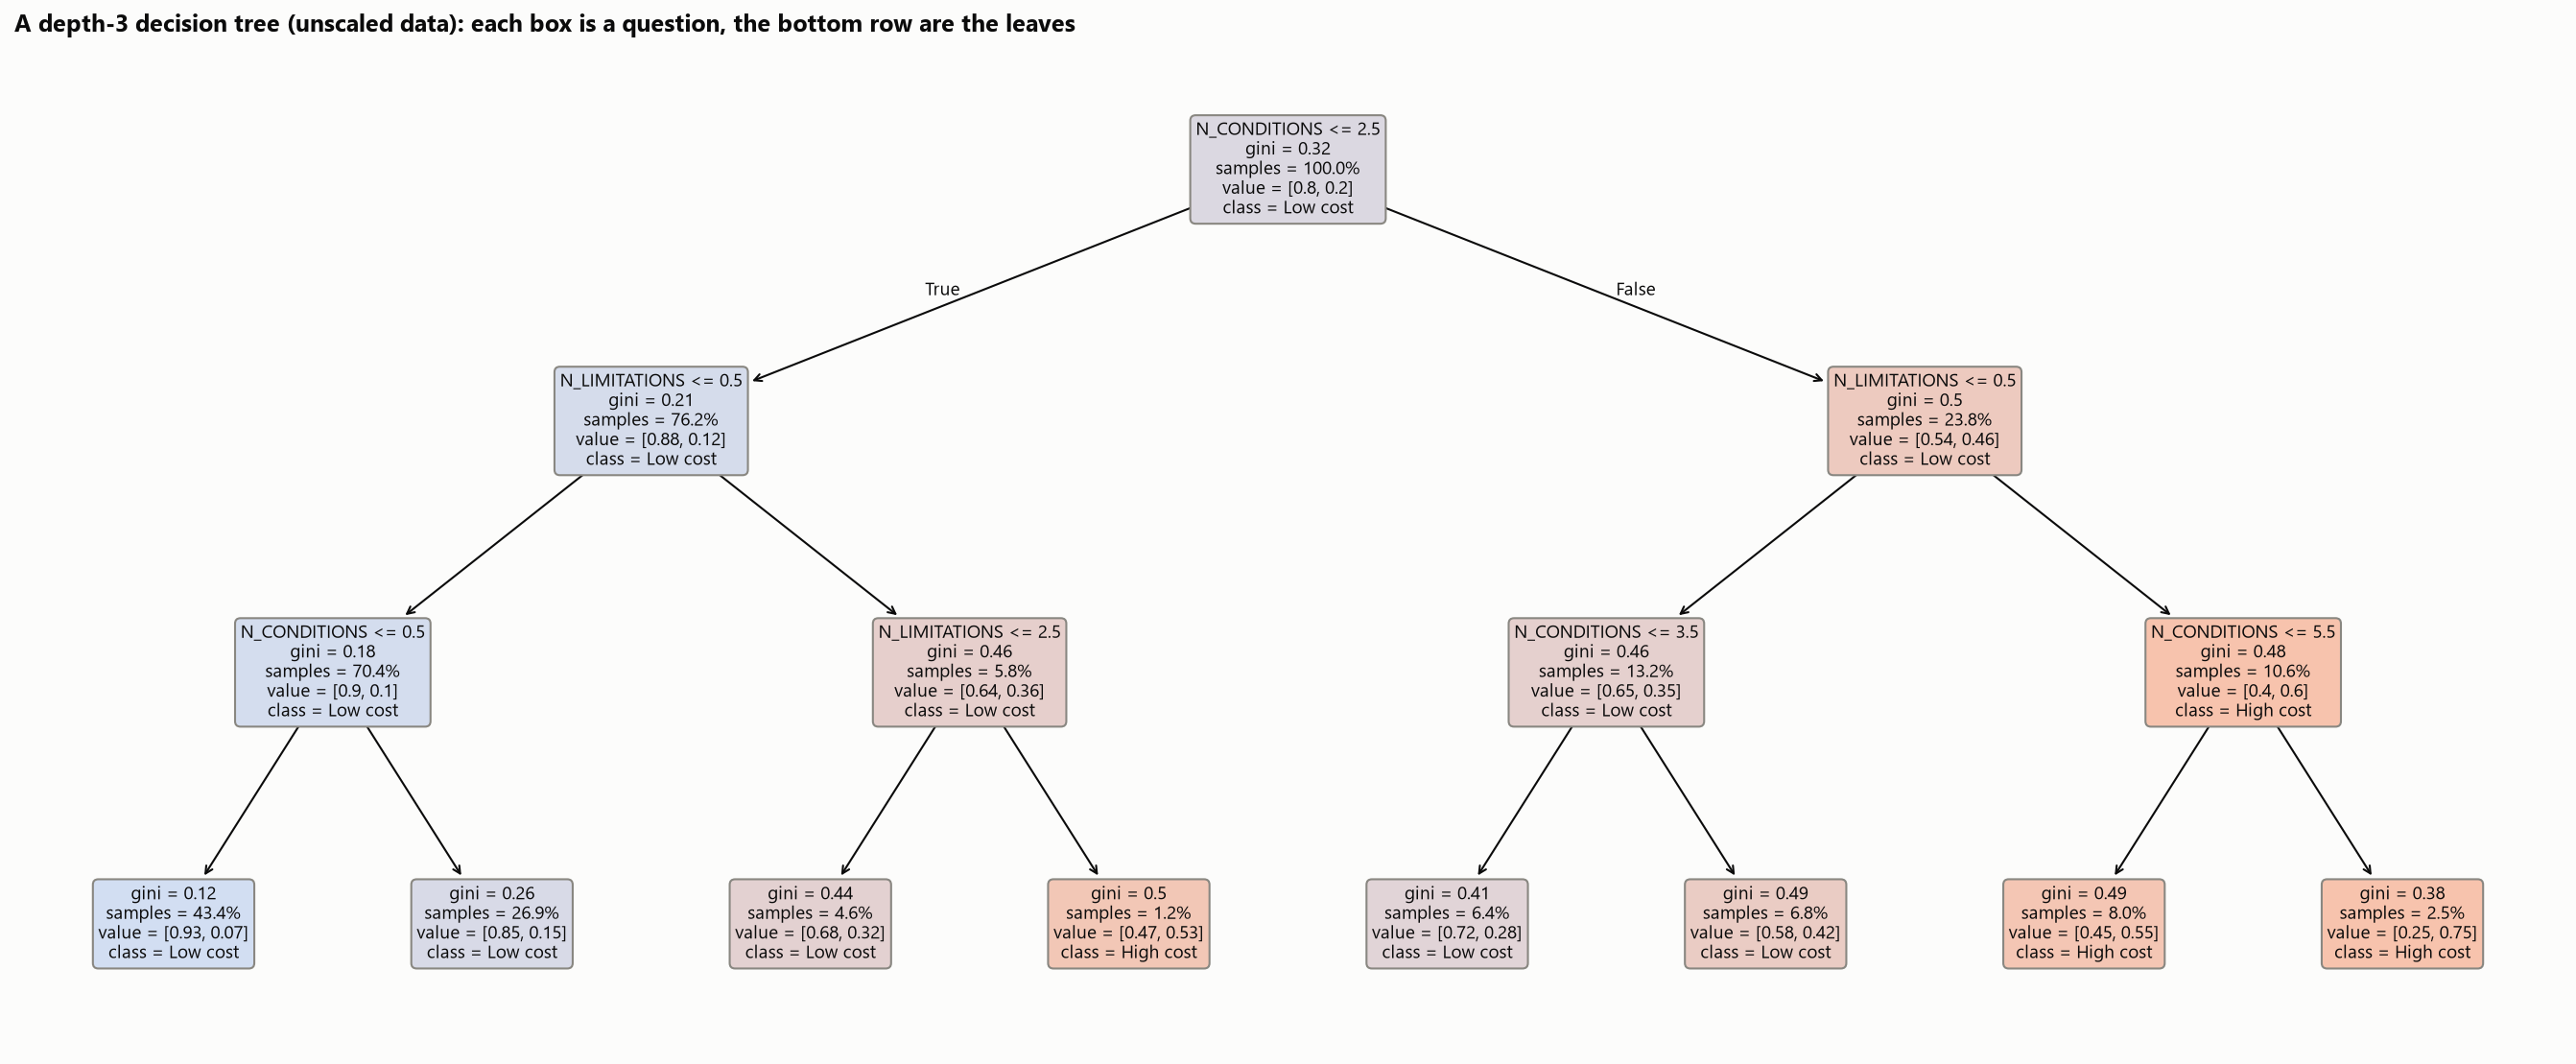 A depth-3 decision tree (unscaled data): each box is a question, the bottom row are the leaves
N_CONDITIONS <= 2.5
gini = 0.32
samples = 100.0%
value = [0.8, 0.2]
class = Low cost
True
False
N_LIMITATIONS <= 0.5
gini = 0.21
samples = 76.2%
value = [0.88, 0.12]
class = Low cost
N_LIMITATIONS <= 0.5
gini = 0.5
samples = 23.8%
value = [0.54, 0.46]
class = Low cost
N_CONDITIONS <= 0.5
gini = 0.18
samples = 70.4%
value = [0.9, 0.1]
class = Low cost
N_LIMITATIONS <= 2.5
gini = 0.46
samples = 5.8%
value = [0.64, 0.36]
class = Low cost
N_CONDITIONS <= 3.5
gini = 0.46
samples = 13.2%
value = [0.65, 0.35]
class = Low cost
N_CONDITIONS <= 5.5
gini = 0.48
samples = 10.6%
value = [0.4, 0.6]
class = High cost
gini = 0.12
samples = 43.4%
value = [0.93, 0.07]
class = Low cost
gini = 0.26
samples = 26.9%
value = [0.85, 0.15]
class = Low cost
gini = 0.44
samples = 4.6%
value = [0.68, 0.32]
class = Low cost
gini = 0.5
samples = 1.2%
value = [0.47, 0.53]
class = High cost
gini = 0.41
samples = 6.4%
value = [0.72, 0.28]
class = Low cost
gini = 0.49
samples = 6.8%
value = [0.58, 0.42]
class = Low cost
gini = 0.49
samples = 8.0%
value = [0.45, 0.55]
class = High cost
gini = 0.38
samples = 2.5%
value = [0.25, 0.75]
class = High cost